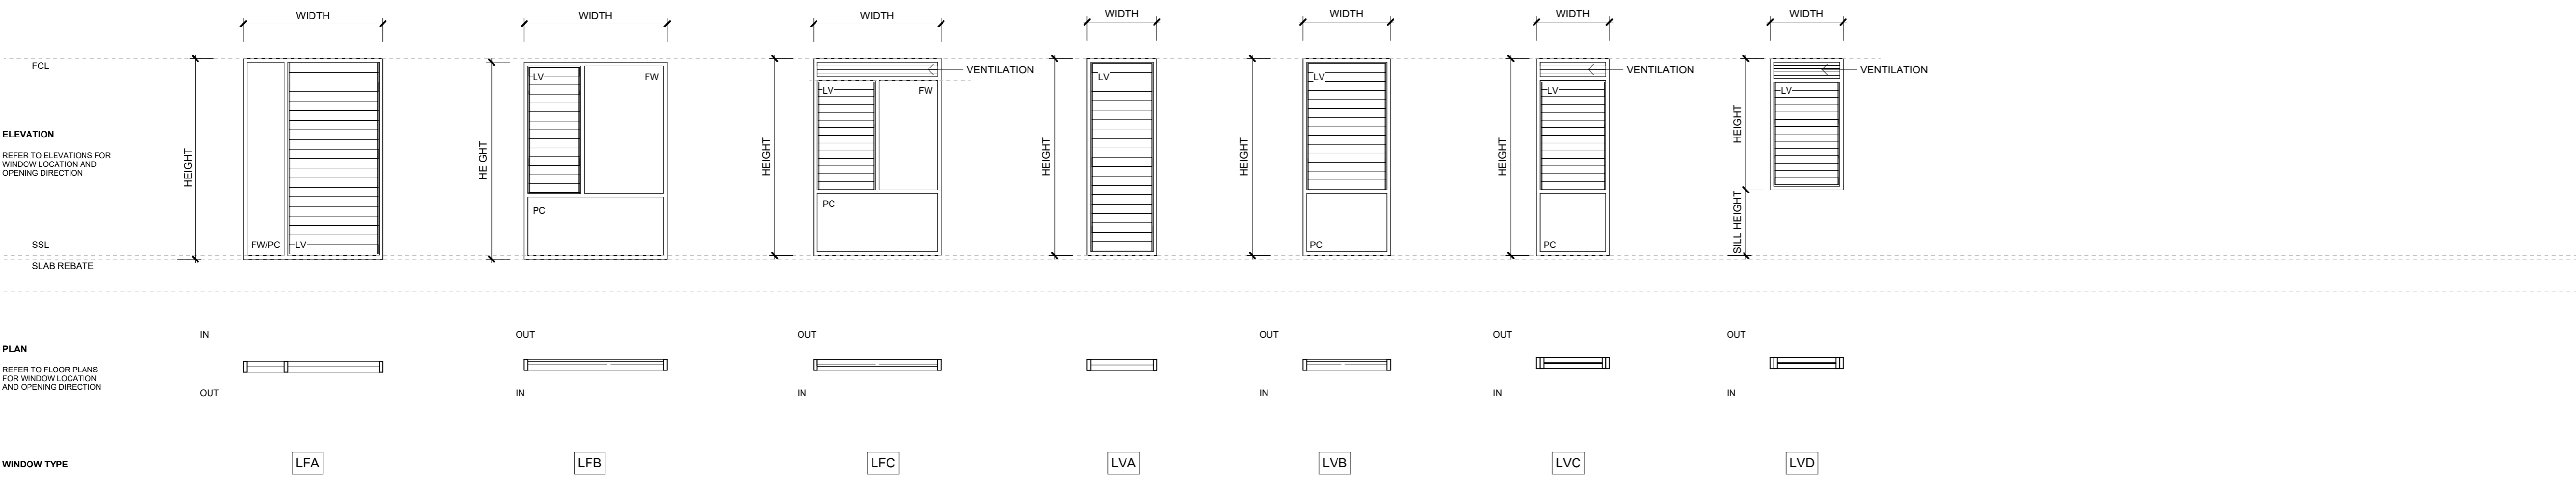 WIDTH WIDTH WIDTH WIDTH WIDTH WIDTH WIDTH
FCL
VENTILATION VENTILATION VENTILATION
LV FW LV LV
LV FW LV LV
ELEVATION
REFER TO ELEVATIONS FOR
WINDOW LOCATION AND
OPENING DIRECTION
HEIGHT HEIGHT HEIGHT HEIGHT HEIGHT HEIGHT HEIGHT
PC PC
SILL HEIGHT
SSL
FW/PC LV PC PC
SLAB REBATE
IN OUT OUT OUT OUT OUT
PLAN
REFER TO FLOOR PLANS
FOR WINDOW LOCATION
AND OPENING DIRECTION
OUT IN IN IN IN IN
WINDOW TYPE
LFA LFB LFC LVA LVB LVC LVD